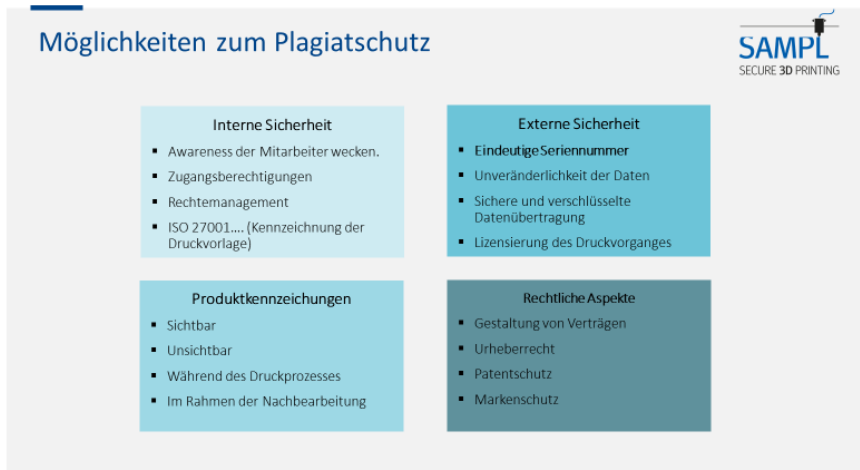 Möglichkeiten zum Plagiatschutz
SAMPL
SECURE 3D PRINTING
Interne Sicherheit
▪ Awareness der Mitarbeiter wecken.
▪ Zugangsberechtigungen
▪ Rechtemanagement
▪ ISO 27001.... (Kennzeichnung der
Druckvorlage)
Externe Sicherheit
▪ Eindeutige Seriennummer
▪ Unveränderlichkeit der Daten
▪ Sichere und verschlüsselte
Datenübertragung
▪ Lizensierung des Druckvorganges
Produktkennzeichungen
▪ Sichtbar
▪ Unsichtbar
▪ Während des Druckprozesses
▪ Im Rahmen der Nachbearbeitung
Rechtliche Aspekte
▪ Gestaltung von Verträgen
▪ Urheberrecht
▪ Patentschutz
▪ Markenschutz